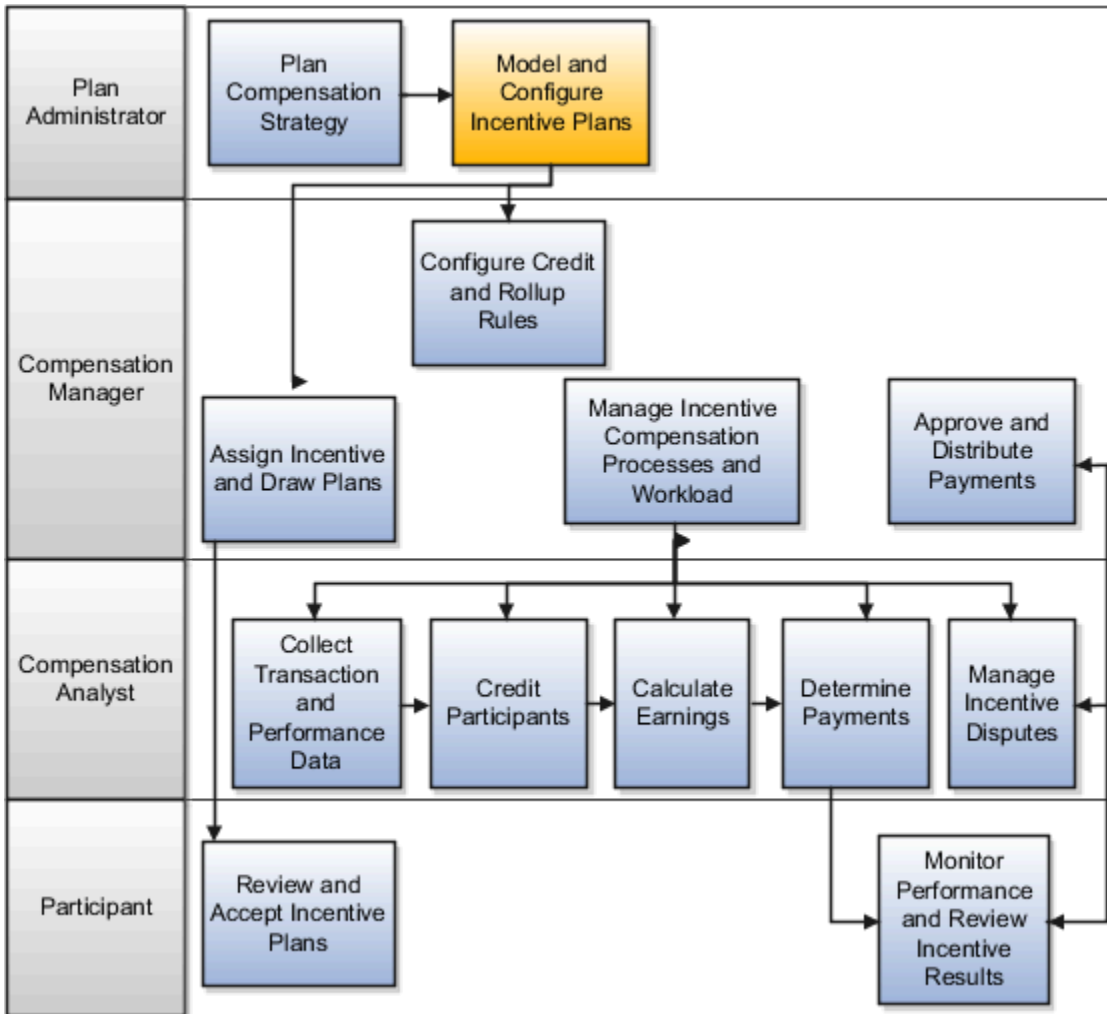 Plan
Administrator
Plan
Compensation
Strategy
Model and
Configure
Incentive Plans
Compensation
Manager
Configure Credit
and Rollup
Rules
Assign Incentive
and Draw Plans
Manage Incentive
Compensation
Processes and
Workload
Approve and
Distribute
Payments
Compensation
Analyst
Collect
Transaction
and
Performance
Data
Credit
Participants
Calculate
Earnings
Determine
Payments
Manage
Incentive
Disputes
Participant
Review and
Accept Incentive
Plans
Monitor
Performance
and Review
Incentive
Results